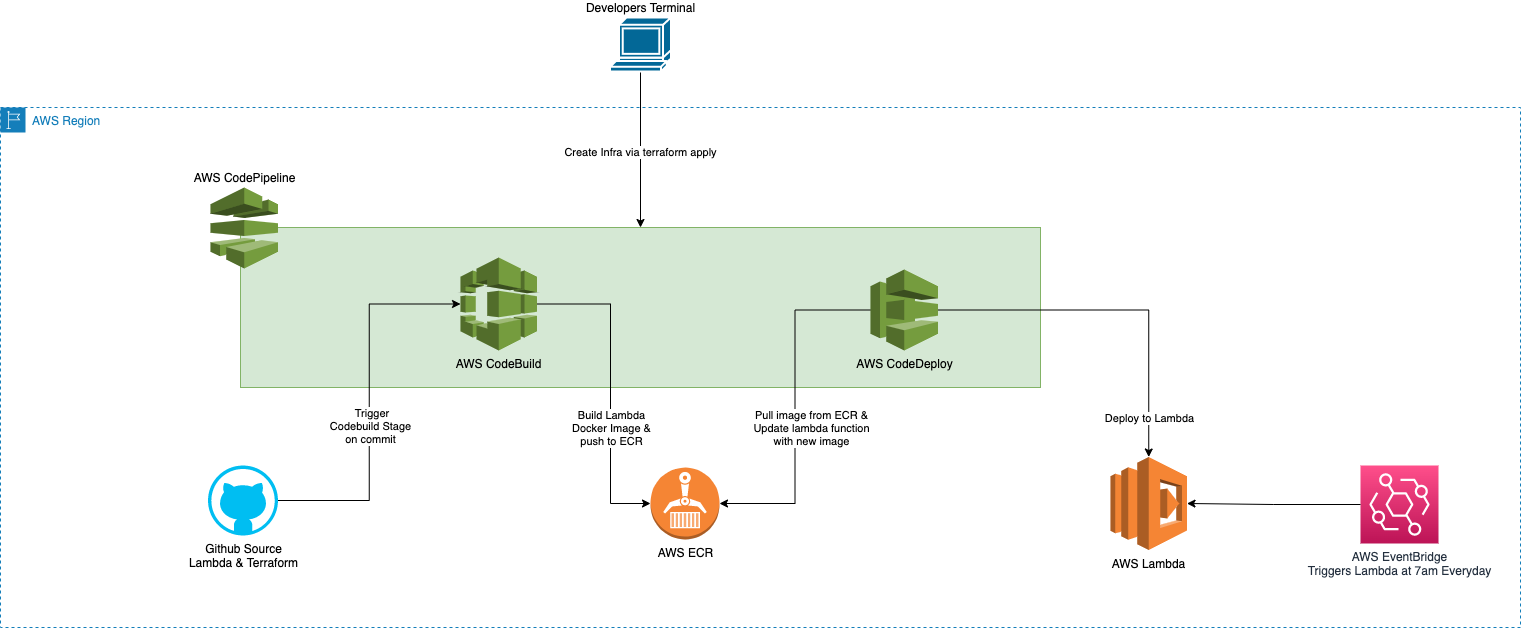 Developers Terminal
AWS Region
Create Infra via terraform apply
AWS CodePipeline
AWS CodeBuild
AWS CodeDeploy
Trigger
Codebuild Stage
on commit
Build Lambda
Docker Image &
push to ECR
Pull image from ECR &
Update lambda function
with new image
Deploy to Lambda
Github Source
Lambda & Terraform
AWS ECR
AWS Lambda
AWS EventBridge
Triggers Lambda at 7am Everyday